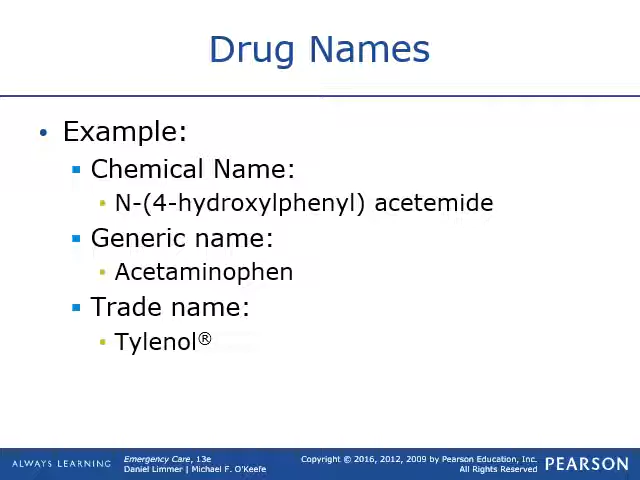 Drug Names
• Example:
▪ Chemical Name:
• N-(4-hydroxylphenyl) acetemide
▪ Generic name:
• Acetaminophen
▪ Trade name:
• Tylenol®
ALWAYS LEARNING
Emergency Care, 13e
Daniel Limmer | Michael F. O'Keefe
Copyright © 2016, 2012, 2009 by Pearson Education, Inc.
All Rights Reserved
PEARSON